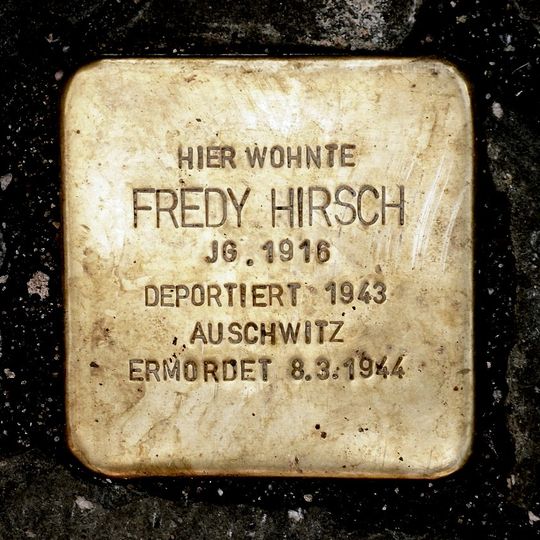 HIER WOHNTE
FREDY HIRSCH
JG. 1916
DEPORTIERT 1943
AUSCHWITZ
ERMORDET 8.3.1944